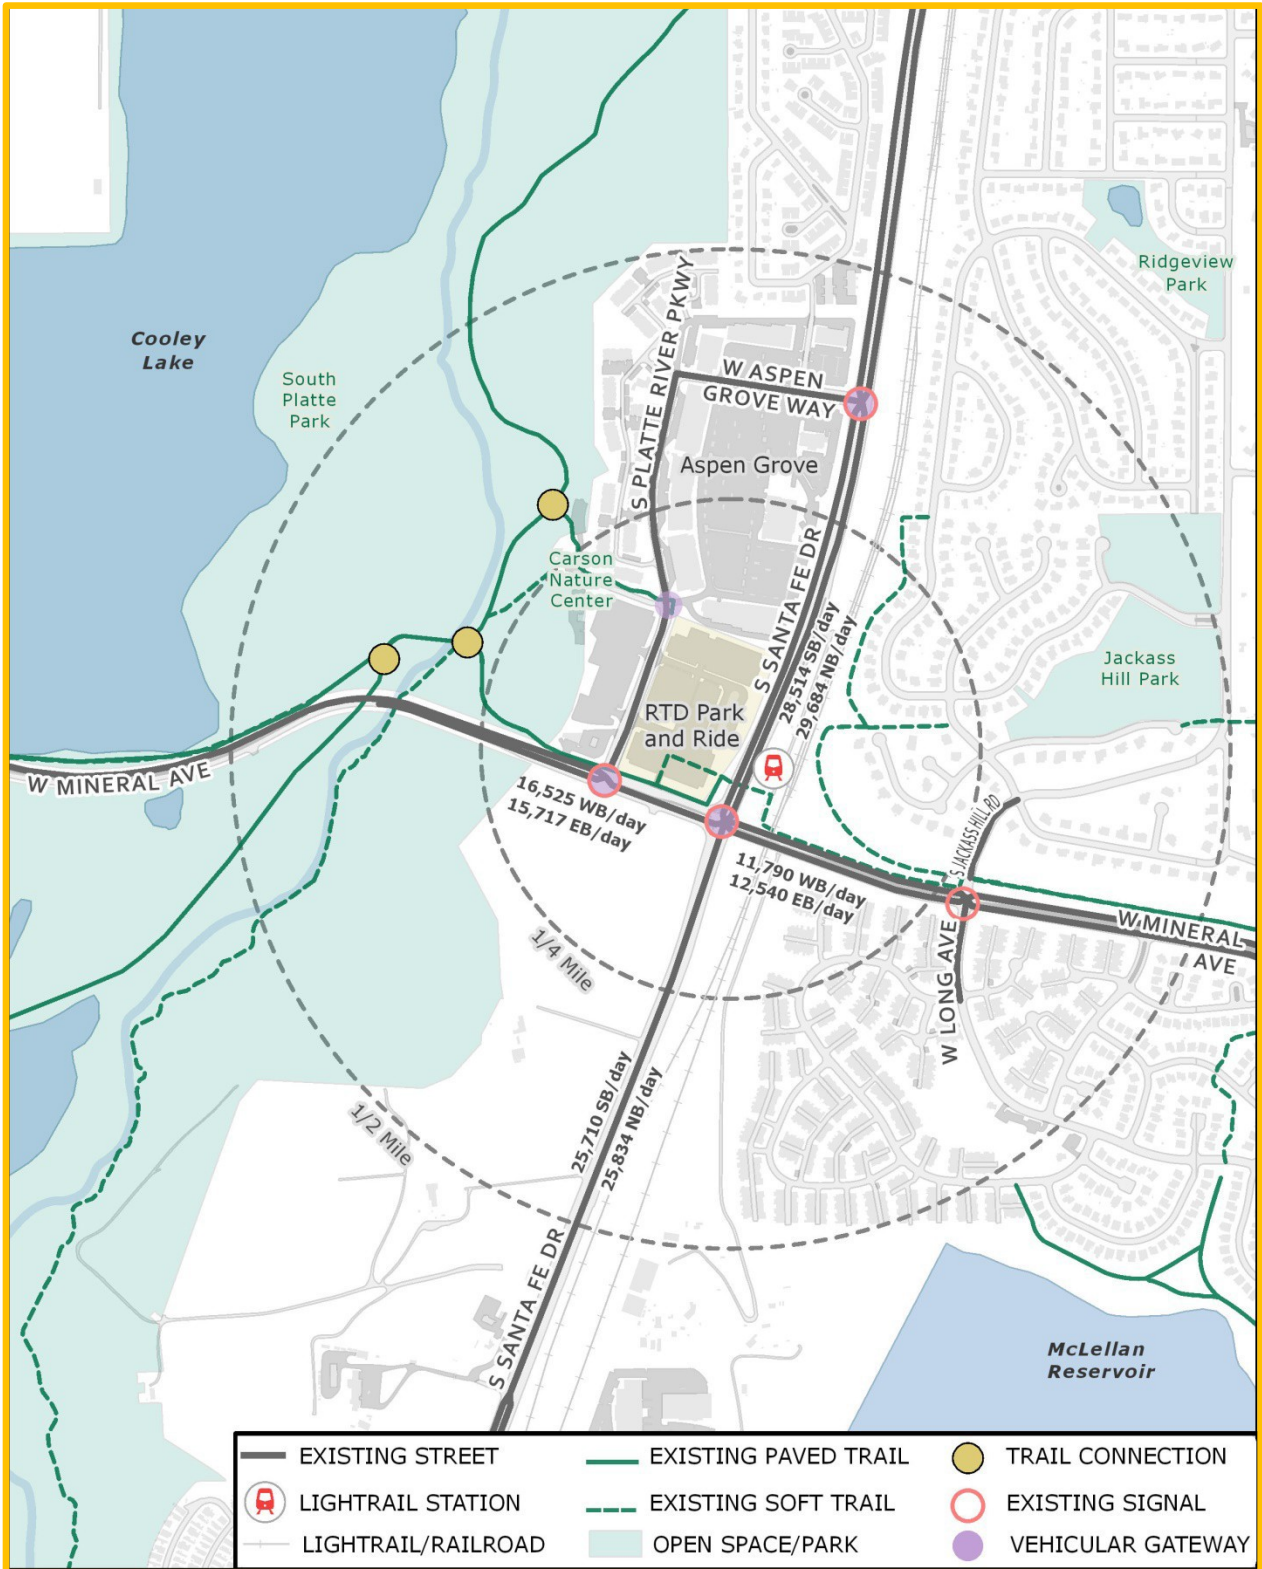 Ridgeview
Park
Cooley
Lake
South
Platte
Park
S PLATTE RIVER PKWY
W ASPEN
GROVE WAY
Aspen Grove
S SANTA FE DR
28,514 SB/day
29,684 NB/day
Carson
Nature
Center
Jackass
Hill Park
RTD Park
and Ride
W MINERAL AVE
16,525 WB/day
15,717 EB/day
S JACKASS HILL RD
11,790 WB/day
12,540 EB/day
W MINERAL
AVE
W LONG AVE
1/4 Mile
1/2 Mile
25,710 SB/day
25,834 NB/day
S SANTA FE DR
McLellan
Reservoir
EXISTING STREET
EXISTING PAVED TRAIL
TRAIL CONNECTION
LIGHTRAIL STATION
EXISTING SOFT TRAIL
EXISTING SIGNAL
LIGHTRAIL/RAILROAD
OPEN SPACE/PARK
VEHICULAR GATEWAY